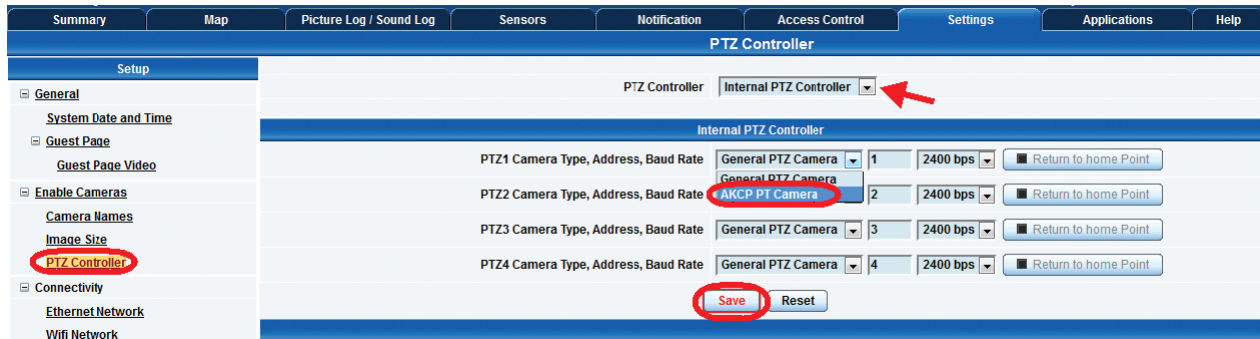 Summary Map Picture Log / Sound Log Sensors Notification Access Control Settings Applications Help
PTZ Controller
Setup
General
System Date and Time
Guest Page
Guest Page Video
Enable Cameras
Camera Names
Image Size
PTZ Controller
Connectivity
Ethernet Network
Wifi Network
PTZ Controller Internal PTZ Controller
Internal PTZ Controller
PTZ1 Camera Type, Address, Baud Rate General PTZ Camera 1 2400 bps Return to home Point
General PTZ Camera
PTZ2 Camera Type, Address, Baud Rate AKCP PT Camera 2 2400 bps Return to home Point
PTZ3 Camera Type, Address, Baud Rate General PTZ Camera 3 2400 bps Return to home Point
PTZ4 Camera Type, Address, Baud Rate General PTZ Camera 4 2400 bps Return to home Point
Save Reset